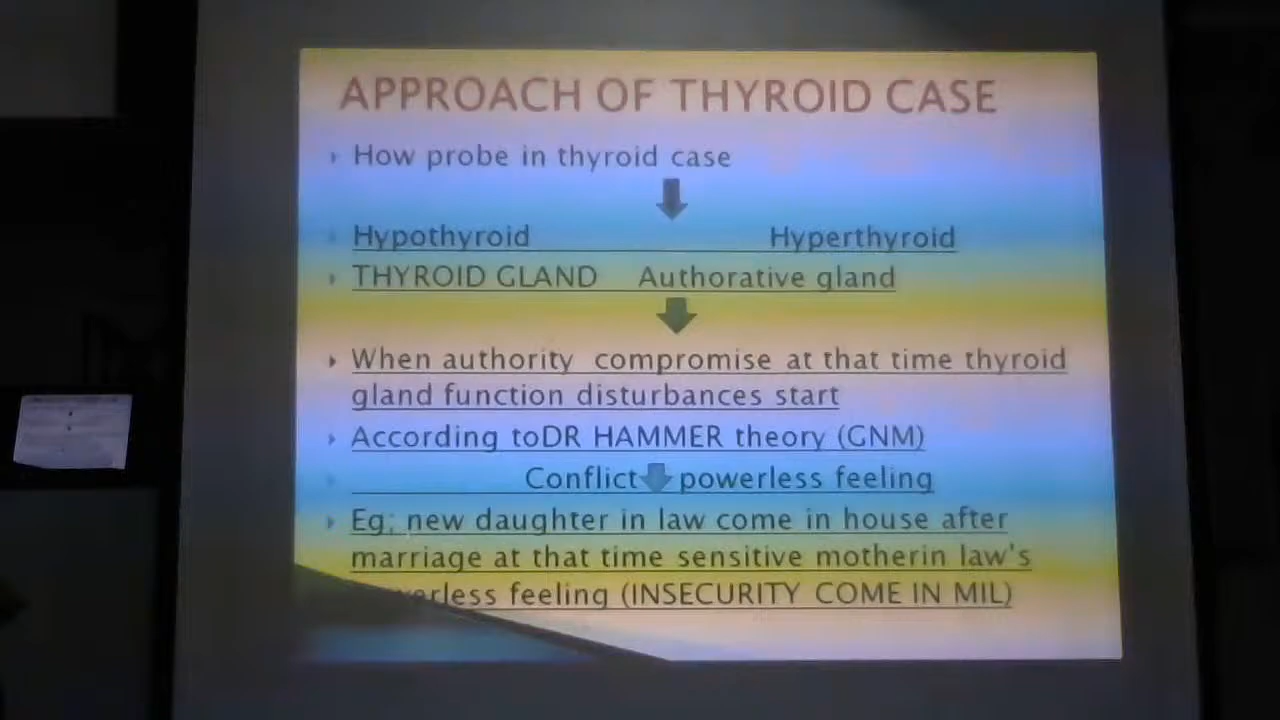 APPROACH OF THYROID CASE
How probe in thyroid case
Hypothyroid Hyperthyroid
THYROID GLAND Authorative gland
When authority compromise at that time thyroid
gland function disturbances start
According toDR HAMMER theory (GNM)
Conflict powerless feeling
Eg; new daughter in law come in house after
marriage at that time sensitive motherin law's
feeling (INSECURITY COME IN MIL)